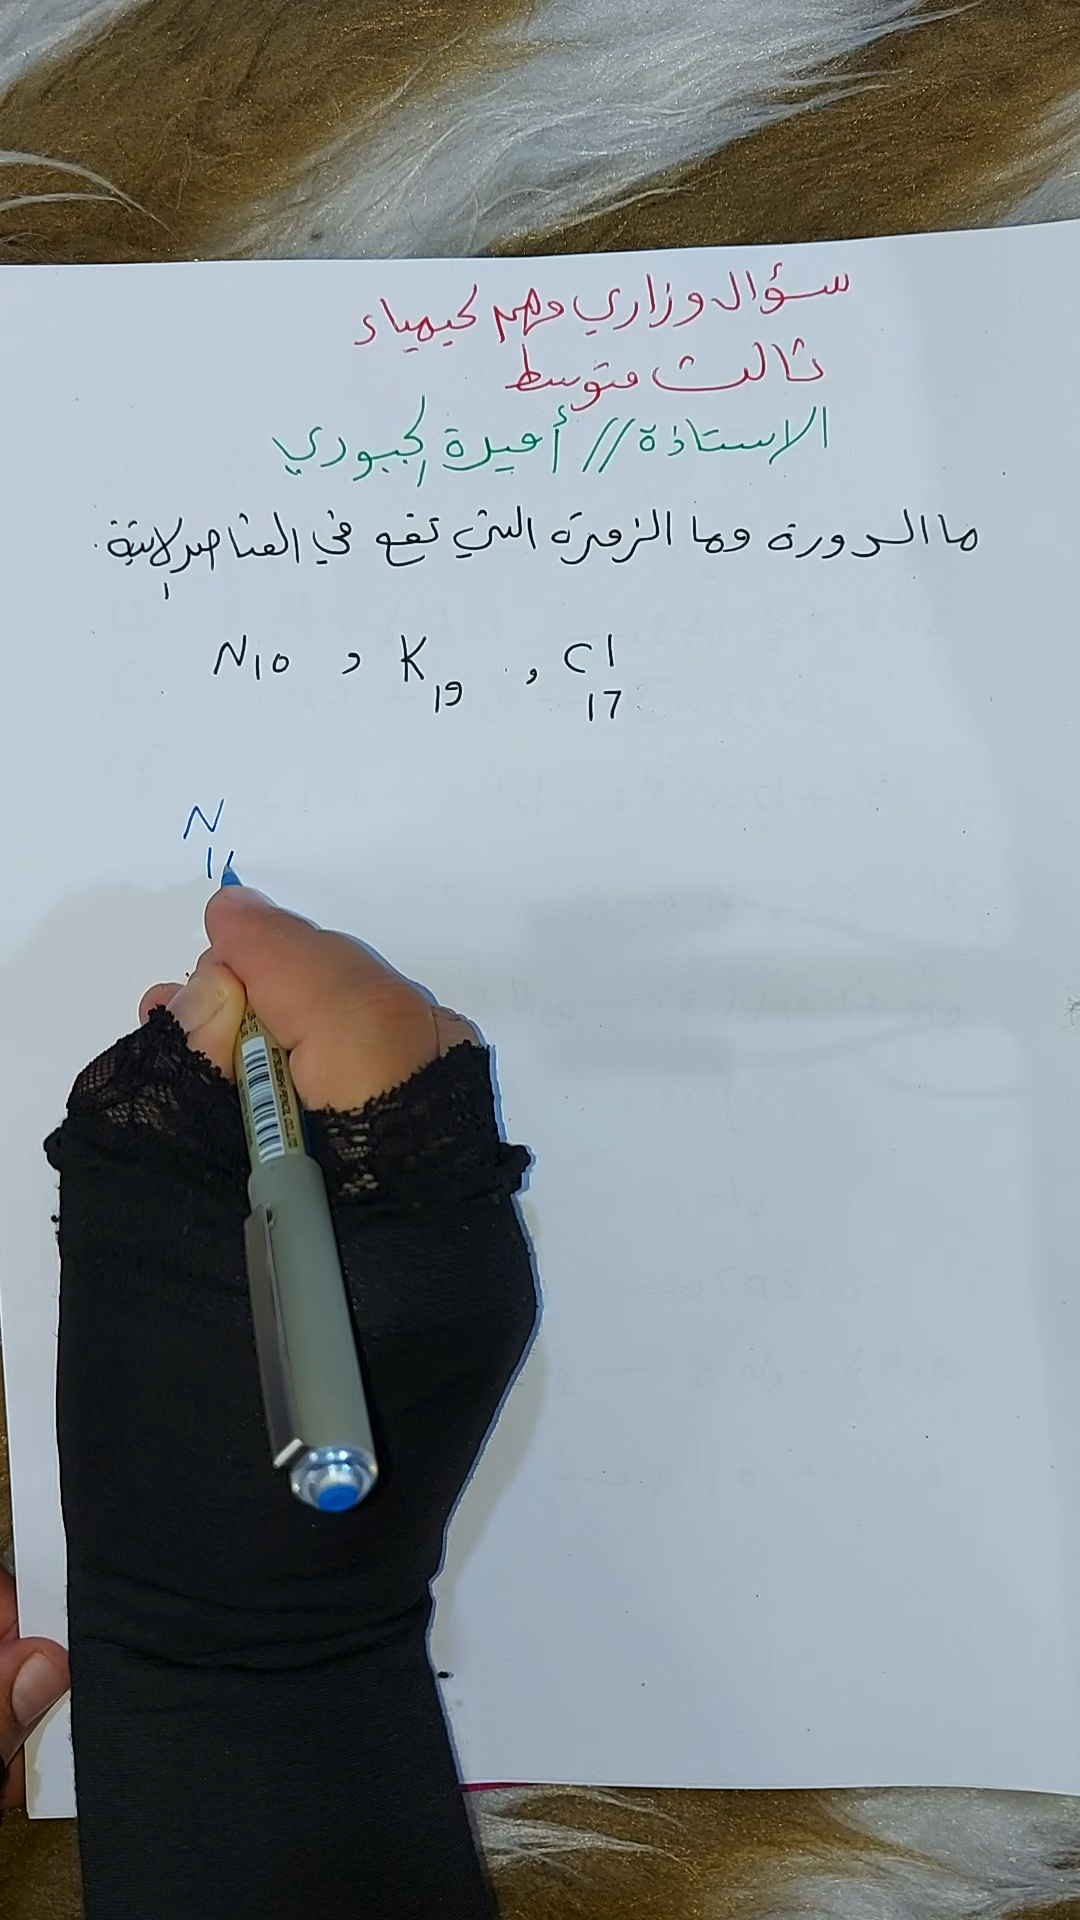 سؤال وزاري مهم كيمياء
ثالث متوسط
الاستاذة // أميرة الجبوري
ما الدورة وما الزمرة التي تقع في العناصر الاتية
N10 , K19 , Cl17
N